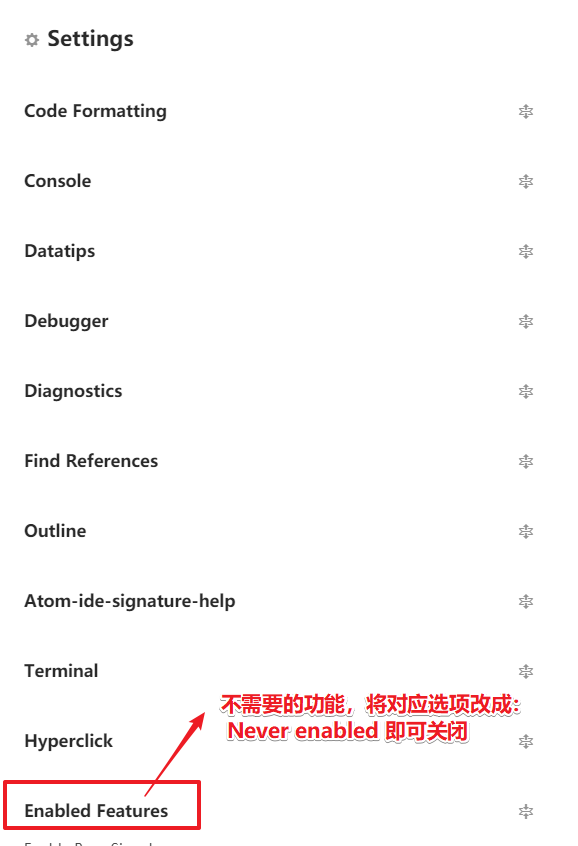 Settings
Code Formatting
Console
Datatips
Debugger
Diagnostics
Find References
Outline
Atom-ide-signature-help
Terminal
不需要的功能，将对应选项改成：
Never enabled 即可关闭
Hyperclick
Enabled Features